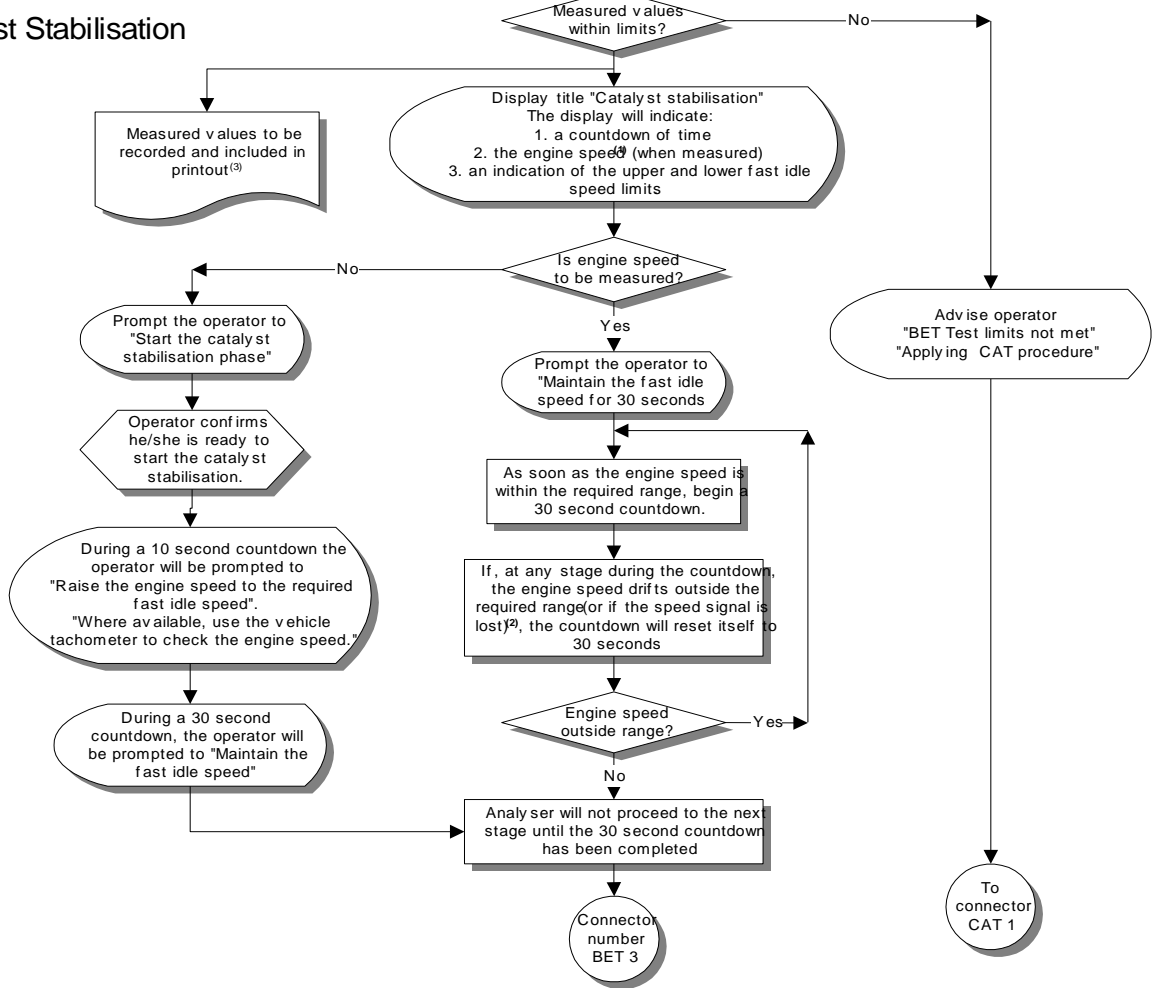 st Stabilisation
Measured values
within limits?
No
Measured values to be
recorded and included in
printout(3)
Display title "Catalyst stabilisation"
The display will indicate:
1. a countdown of time
2. the engine speed(1) (when measured)
3. an indication of the upper and lower fast idle
speed limits
Is engine speed
to be measured?
No
Yes
Prompt the operator to
"Start the catalyst
stabilisation phase"
Operator confirms
he/she is ready to
start the catalyst
stabilisation.
During a 10 second countdown the
operator will be prompted to
"Raise the engine speed to the required
fast idle speed".
"Where available, use the vehicle
tachometer to check the engine speed."
During a 30 second
countdown, the operator will
be prompted to "Maintain the
fast idle speed"
Prompt the operator to
"Maintain the fast idle
speed for 30 seconds
As soon as the engine speed is
within the required range, begin a
30 second countdown.
If, at any stage during the countdown,
the engine speed drifts outside the
required range(or if the speed signal is
lost)(2), the countdown will reset itself to
30 seconds
Engine speed
outside range?
Yes
No
Analyser will not proceed to the next
stage until the 30 second countdown
has been completed
Connector
number
BET 3
Advise operator
"BET Test limits not met"
"Applying CAT procedure"
To
connector
CAT 1